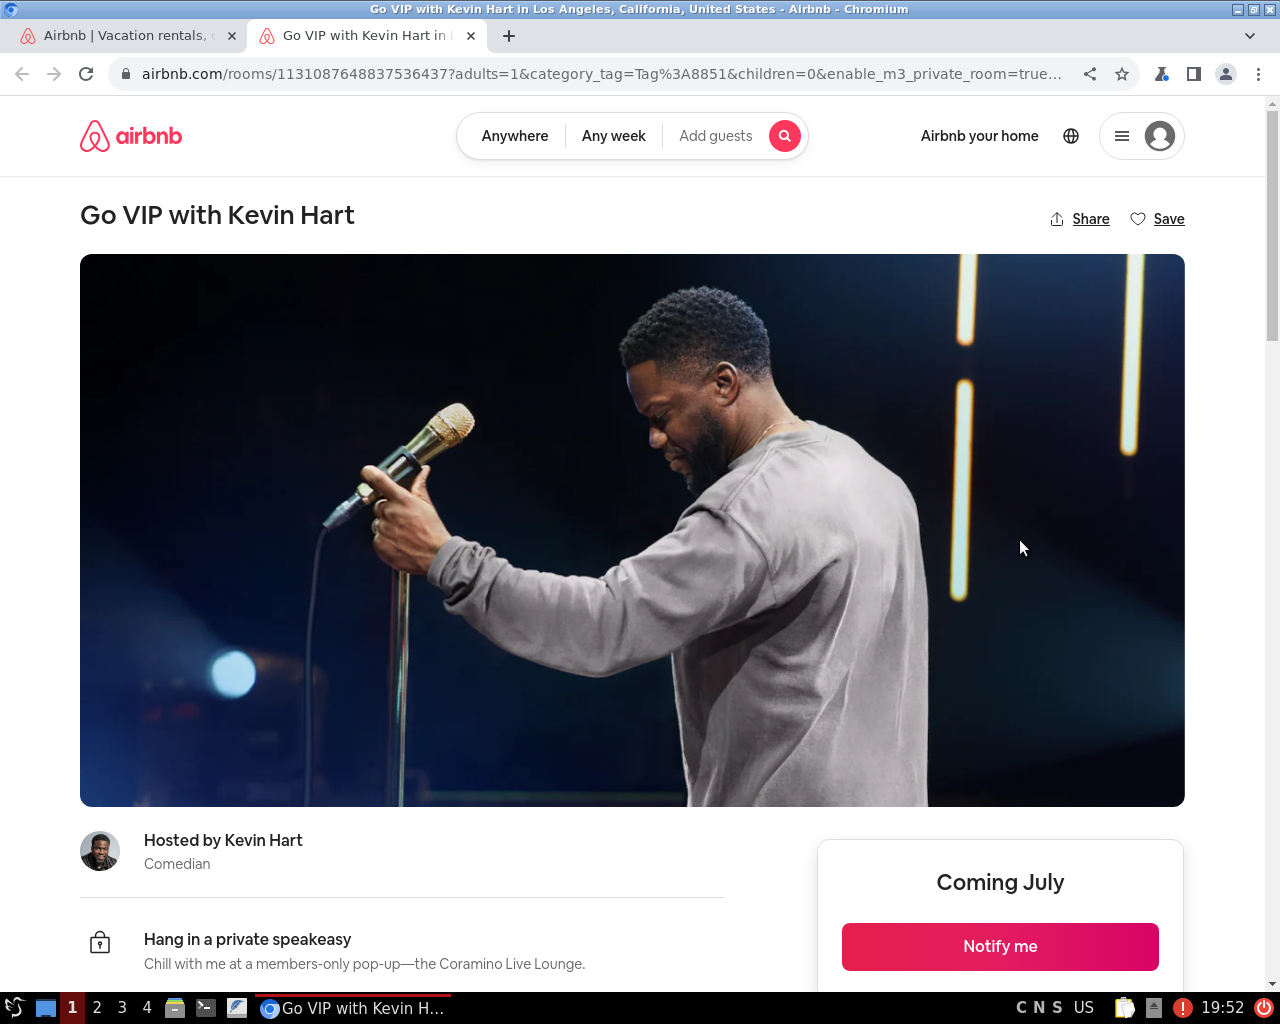 Go VIP with Kevin Hart in Los Angeles, California, United States - Airbnb - Chromium
Airbnb | Vacation rentals,
Go VIP with Kevin Hart in
airbnb.com/rooms/1131087648837536437?adults=1&category_tag=Tag%3A8851&children=0&enable_m3_private_room=true...
airbnb
Anywhere
Any week
Add guests
Airbnb your home
Go VIP with Kevin Hart
Share
Save
Hosted by Kevin Hart
Comedian
Coming July
Notify me
Hang in a private speakeasy
Chill with me at a members-only pop-up—the Coramino Live Lounge.
1
2
3
4
Go VIP with Kevin H...
C N S
US
19:52